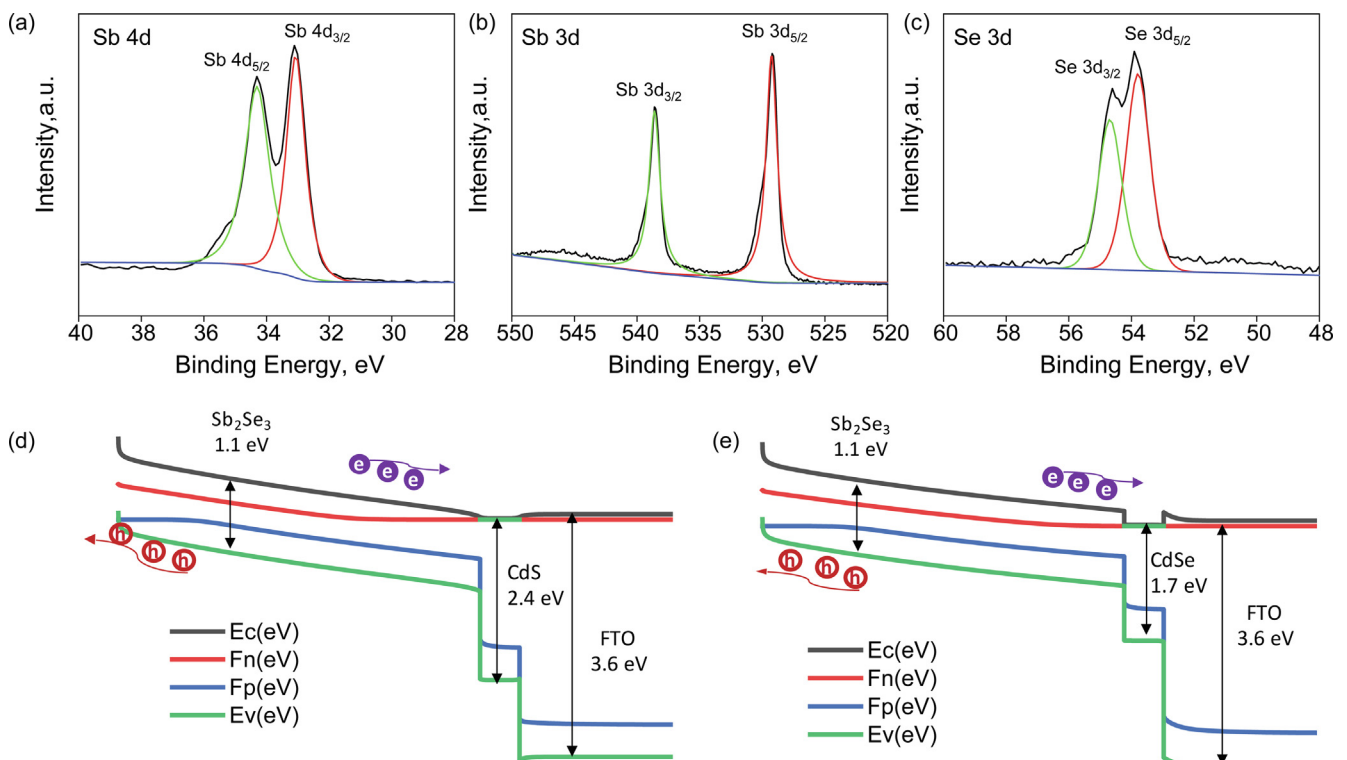 (a)
Sb 4d
Sb 4d5/2
Sb 4d3/2
Intensity,a.u.
40 38 36 34 32 30 28
Binding Energy, eV
(b)
Sb 3d
Sb 3d3/2
Sb 3d5/2
Intensity,a.u.
550 545 540 535 530 525 520
Binding Energy, eV
(c)
Se 3d
Se 3d3/2
Se 3d5/2
Intensity,a.u.
60 58 56 54 52 50 48
Binding Energy, eV
(d)
Sb2Se3
1.1 eV
e e e
h h h
CdS
2.4 eV
FTO
3.6 eV
Ec(eV)
Fn(eV)
Fp(eV)
Ev(eV)
(e)
Sb2Se3
1.1 eV
e e e
h h h
CdSe
1.7 eV
FTO
3.6 eV
Ec(eV)
Fn(eV)
Fp(eV)
Ev(eV)